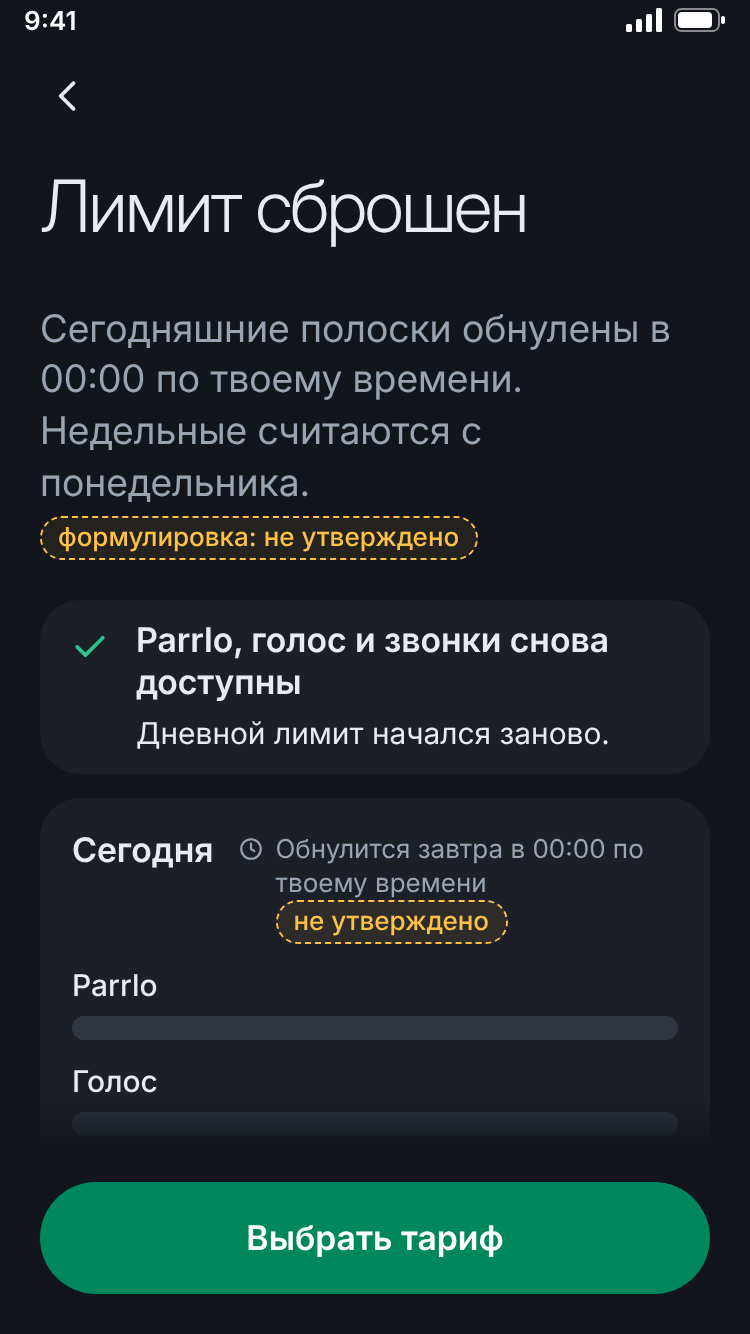 9:41
Лимит сброшен
Сегодняшние полоски обнулены в
00:00 по твоему времени.
Недельные считаются с
понедельника.
формулировка: не утверждено
Parrlo, голос и звонки снова
доступны
Дневной лимит начался заново.
Сегодня
Обнулится завтра в 00:00 по
твоему времени
не утверждено
Parrlo
Голос
Выбрать тариф